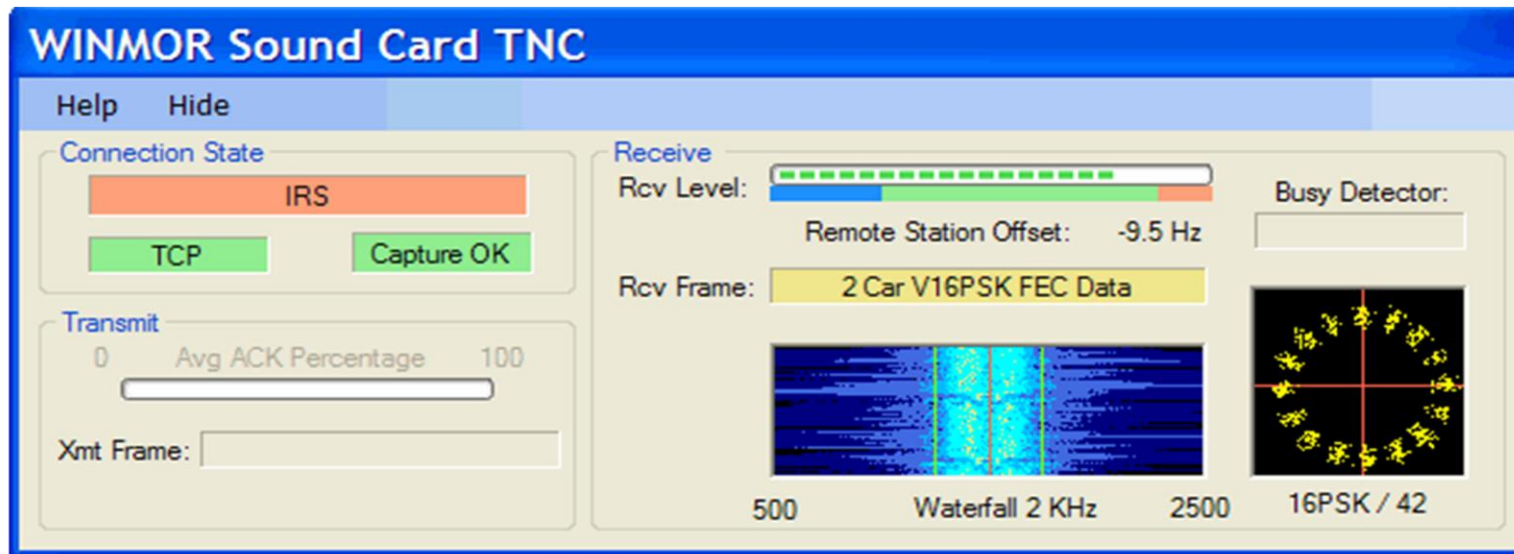 WINMOR Sound Card TNC
Help Hide
Connection State
IRS
TCP Capture OK
Transmit
0 Avg ACK Percentage 100
Xmt Frame:
Receive
Rcv Level:
Busy Detector:
Remote Station Offset: -9.5 Hz
Rcv Frame: 2 Car V16PSK FEC Data
500 Waterfall 2 KHz 2500
16PSK / 42